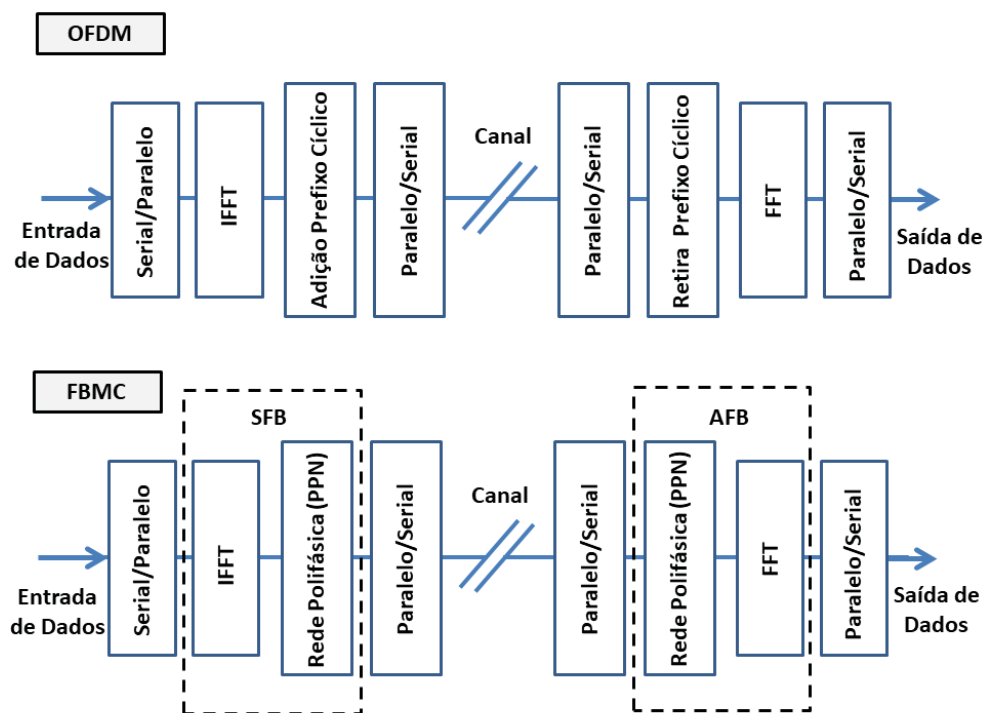 OFDM
Entrada
de Dados
Serial/Paralelo
IFFT
Adição Prefixo Cíclico
Paralelo/Serial
Canal
Paralelo/Serial
Retira Prefixo Cíclico
FFT
Paralelo/Serial
Saída de
Dados
FBMC
SFB
AFB
Entrada
de Dados
Serial/Paralelo
IFFT
Rede Polifásica (PPN)
Paralelo/Serial
Canal
Paralelo/Serial
Rede Polifásica (PPN)
FFT
Paralelo/Serial
Saída de
Dados